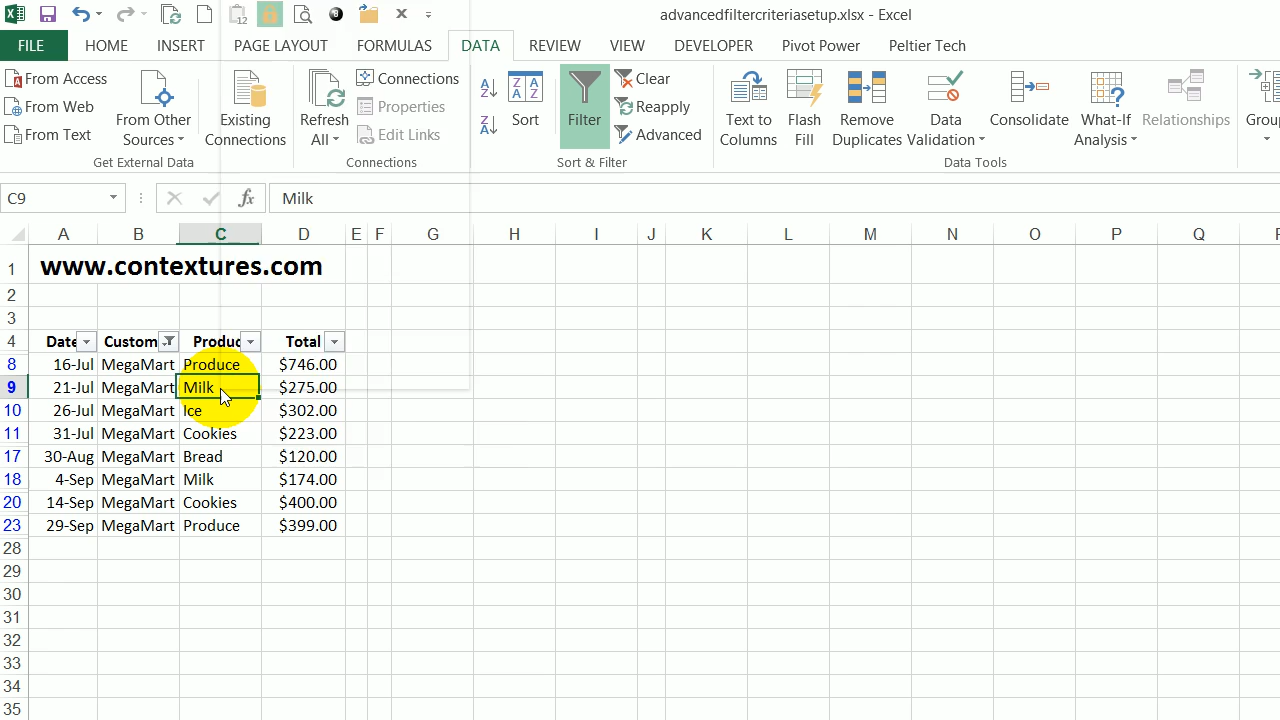 advancedfiltercriteriasetup.xlsx - Excel
FILE HOME INSERT PAGE LAYOUT FORMULAS DATA REVIEW VIEW DEVELOPER Pivot Power Peltier Tech
From Access
From Web
From Text
From Other Sources
Existing Connections
Get External Data
Refresh All
Connections
Properties
Edit Links
Connections
Sort
Filter
Clear
Reapply
Advanced
Sort & Filter
Text to Columns
Flash Fill
Remove Duplicates
Data Validation
Consolidate
What-If Analysis
Relationships
Data Tools
Group
C9 fx Milk
A B C D E F G H I J K L M N O P Q
1 www.contextures.com
2
3
4 Date Custom Produc Total
8 16-Jul MegaMart Produce $746.00
9 21-Jul MegaMart Milk $275.00
10 26-Jul MegaMart Ice $302.00
11 31-Jul MegaMart Cookies $223.00
17 30-Aug MegaMart Bread $120.00
18 4-Sep MegaMart Milk $174.00
20 14-Sep MegaMart Cookies $400.00
23 29-Sep MegaMart Produce $399.00
28
29
30
31
32
33
34
35